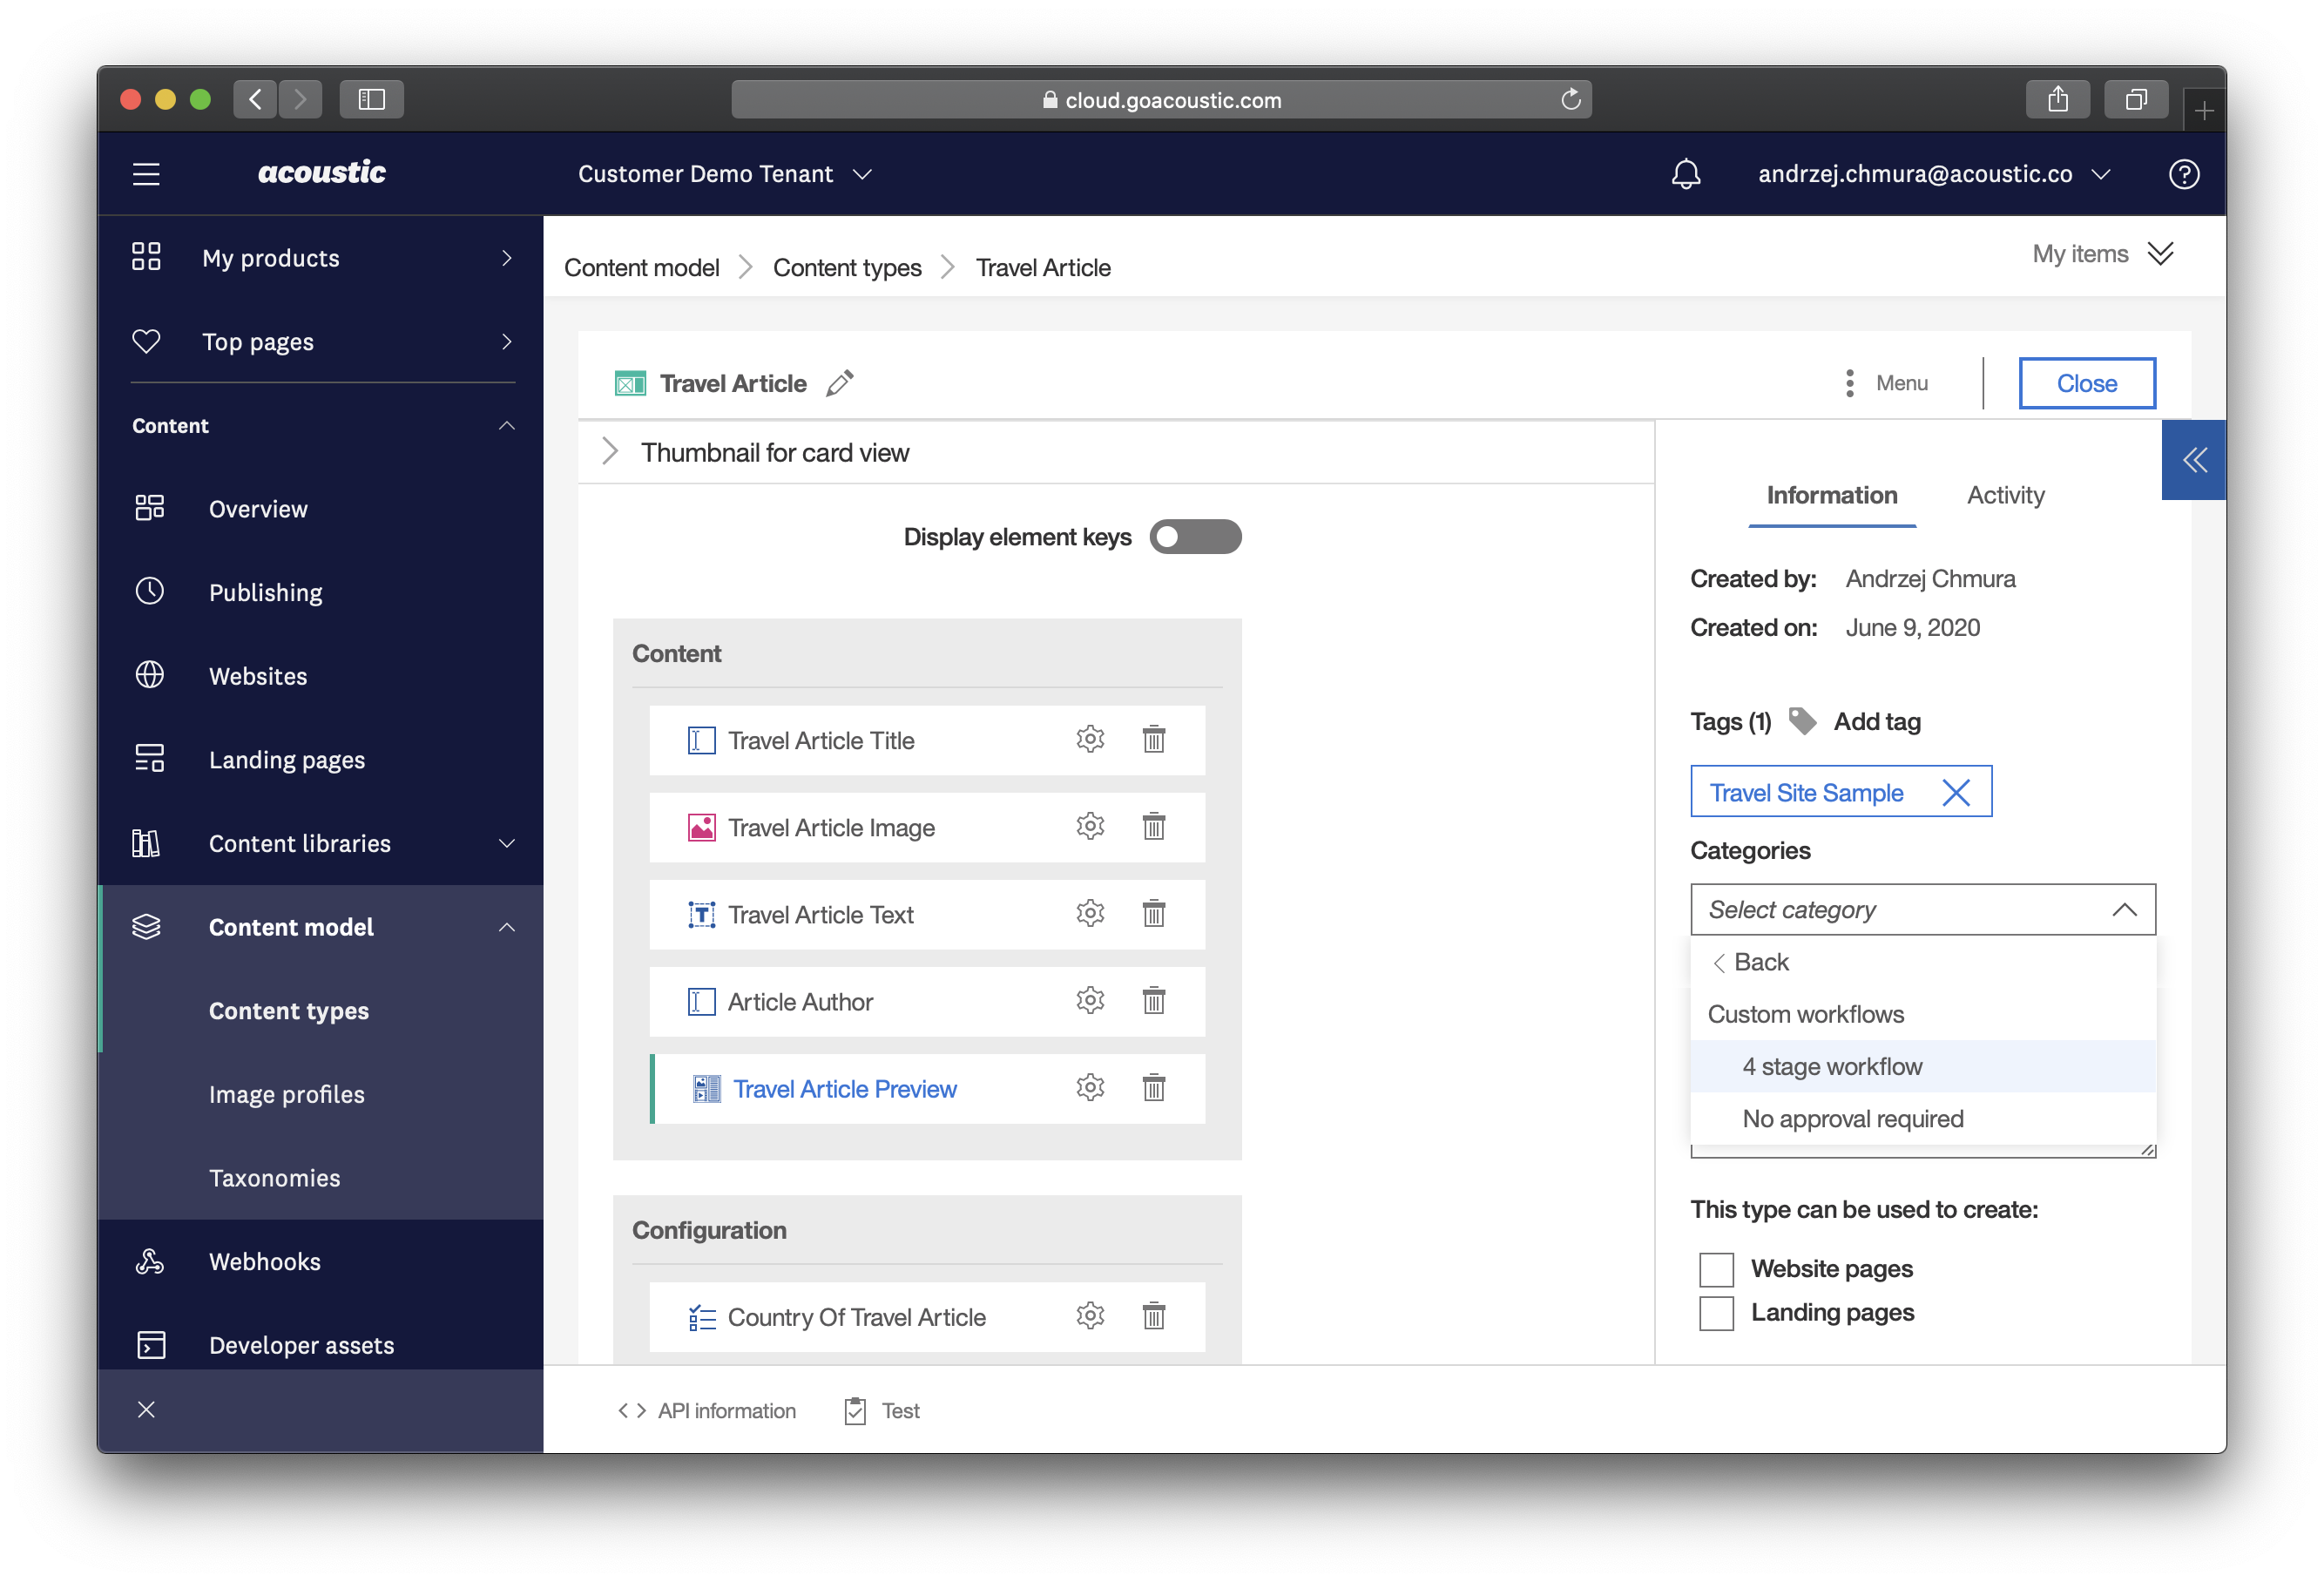 cloud.goacoustic.com
acoustic
Customer Demo Tenant
andrzej.chmura@acoustic.co
My products
Top pages
Content
Overview
Publishing
Websites
Landing pages
Content libraries
Content model
Content types
Image profiles
Taxonomies
Webhooks
Developer assets
Content model
Content types
Travel Article
My items
Travel Article
Menu
Close
Thumbnail for card view
Display element keys
Content
Travel Article Title
Travel Article Image
Travel Article Text
Article Author
Travel Article Preview
Configuration
Country Of Travel Article
Information
Activity
Created by: Andrzej Chmura
Created on: June 9, 2020
Tags (1) Add tag
Travel Site Sample
Categories
Select category
Back
Custom workflows
4 stage workflow
No approval required
This type can be used to create:
Website pages
Landing pages
API information
Test